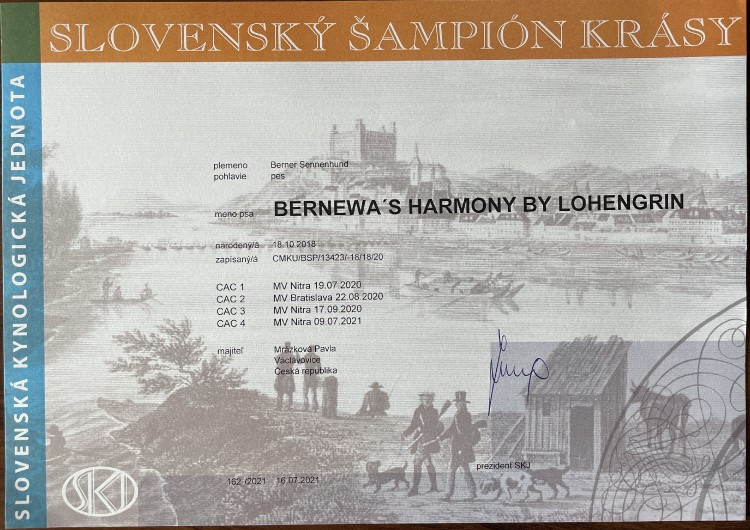 SLOVENSKÝ ŠAMPIÓN KRÁSY
SLOVENSKÁ KYNOLOGICKÁ JEDNOTA
plemeno Berner Sennenhund
pohlavie pes
meno psa BERNEWA´S HARMONY BY LOHENGRIN
narodený/á 18.10.2018
zapísaný/á CMKU/BSP/13423/-16/18/20
CAC 1 MV Nitra 19.07.2020
CAC 2 MV Bratislava 22.08.2020
CAC 3 MV Nitra 17.09.2020
CAC 4 MV Nitra 09.07.2021
majiteľ Mrázková Pavla
Václavovice
Česká republika
prezident SKJ
162 /2021 16.07.2021
SKJ